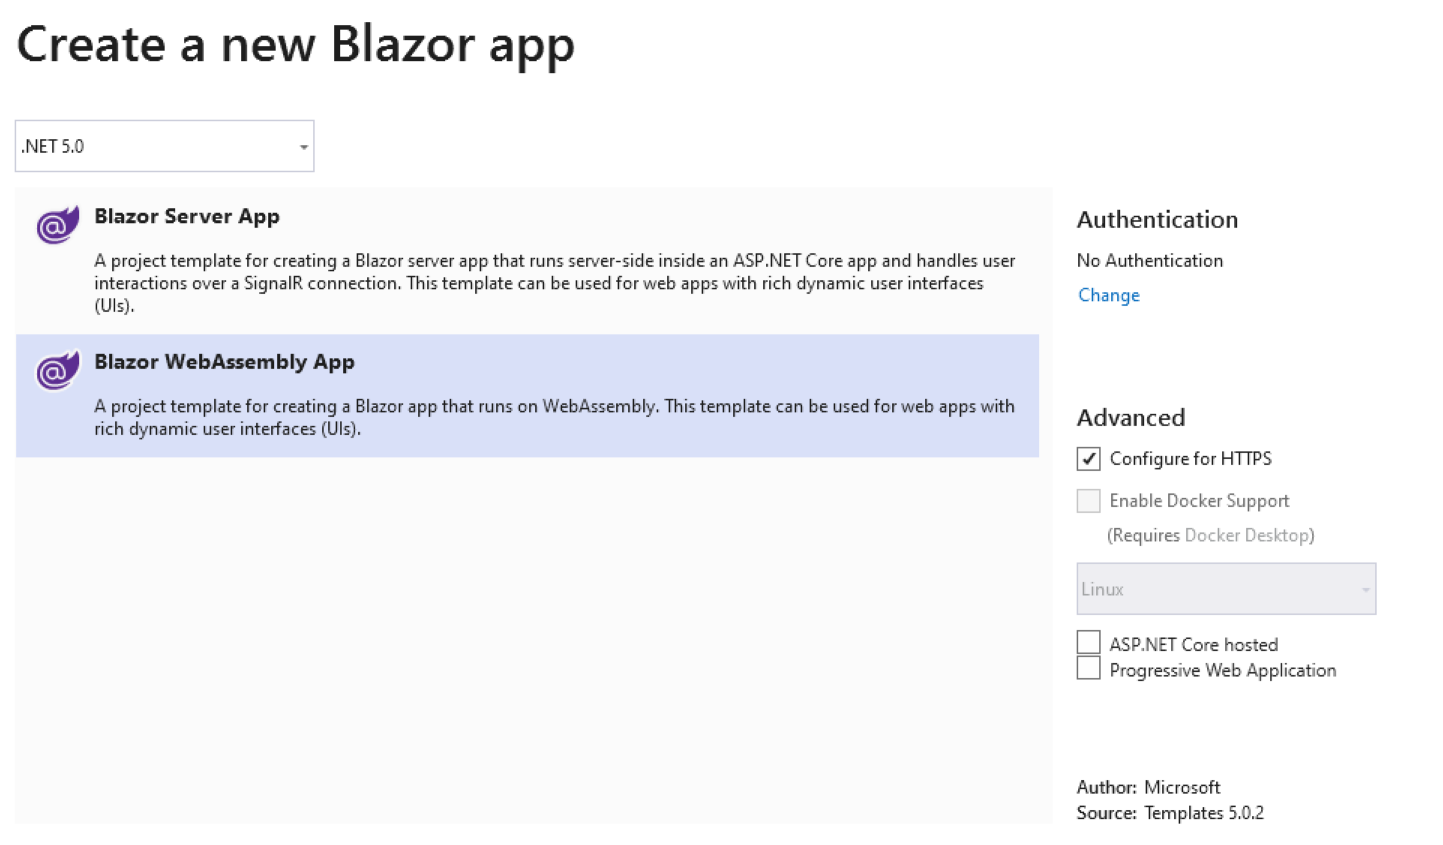 Create a new Blazor app
.NET 5.0
Blazor Server App
A project template for creating a Blazor server app that runs server-side inside an ASP.NET Core app and handles user
interactions over a SignalR connection. This template can be used for web apps with rich dynamic user interfaces
(UIs).
Blazor WebAssembly App
A project template for creating a Blazor app that runs on WebAssembly. This template can be used for web apps with
rich dynamic user interfaces (UIs).
Authentication
No Authentication
Change
Advanced
Configure for HTTPS
Enable Docker Support
(Requires Docker Desktop)
Linux
ASP.NET Core hosted
Progressive Web Application
Author: Microsoft
Source: Templates 5.0.2